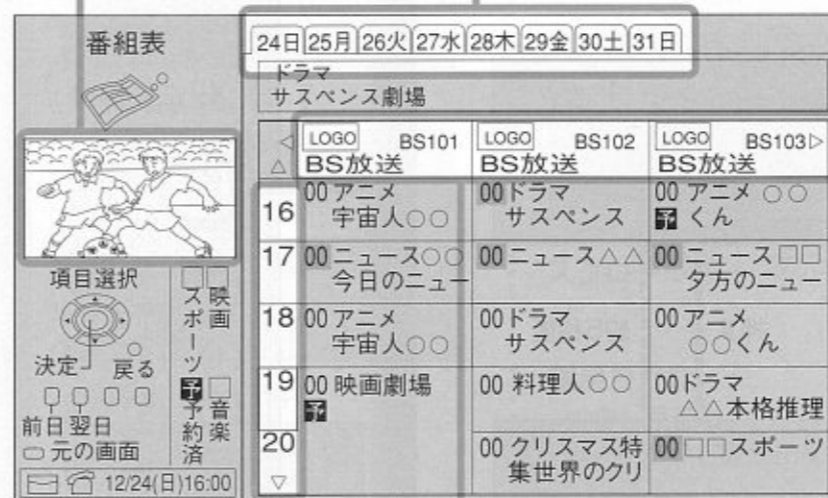 番組表
24日 25月 26火 27水 28木 29金 30土 31日
ドラマ
サスペンス劇場
◁ LOGO BS101 LOGO BS102 LOGO BS103▷
△ BS放送 BS放送 BS放送
16
00 アニメ
宇宙人○○
00 ドラマ
サスペンス
00 アニメ ○○
予 くん
17
00 ニュース○○
今日のニュー
00 ニュース△△
00 ニュース□□
夕方のニュー
18
00 アニメ
宇宙人○○
00 ドラマ
サスペンス
00 アニメ
○○くん
19
00 映画劇場
予
00 料理人○○
00 ドラマ
△△本格推理
20
▽
00 クリスマス特
集世界のクリ
00 □□スポーツ
項目選択
決定
戻る
前日 翌日
元の画面
□映画
□スポーツ
□音楽
予 予約済
12/24(日)16:00